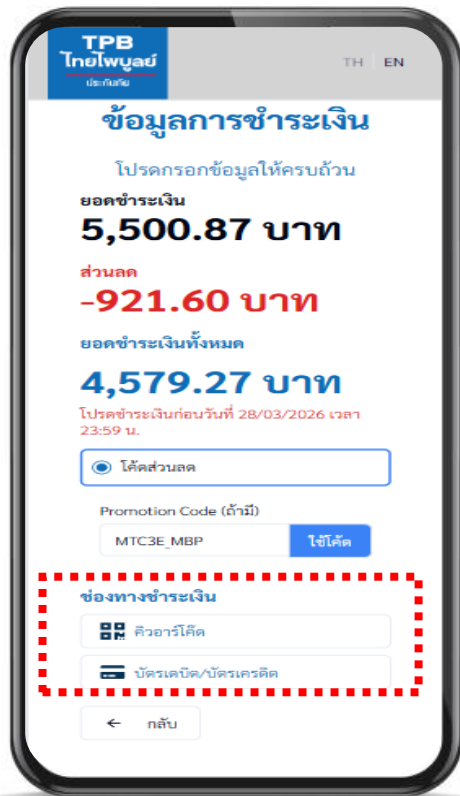 TPB
ไทยไพบูลย์
ประกันภัย
TH EN
ข้อมูลการชำระเงิน
โปรดกรอกข้อมูลให้ครบถ้วน
ยอดชำระเงิน
5,500.87 บาท
ส่วนลด
-921.60 บาท
ยอดชำระเงินทั้งหมด
4,579.27 บาท
โปรดชำระเงินก่อนวันที่ 28/03/2026 เวลา
23:59 น.
โค้ดส่วนลด
Promotion Code (ถ้ามี)
MTC3E_MBP ใช้โค้ด
ช่องทางชำระเงิน
คิวอาร์โค๊ด
บัตรเดบิต/บัตรเครดิต
← กลับ